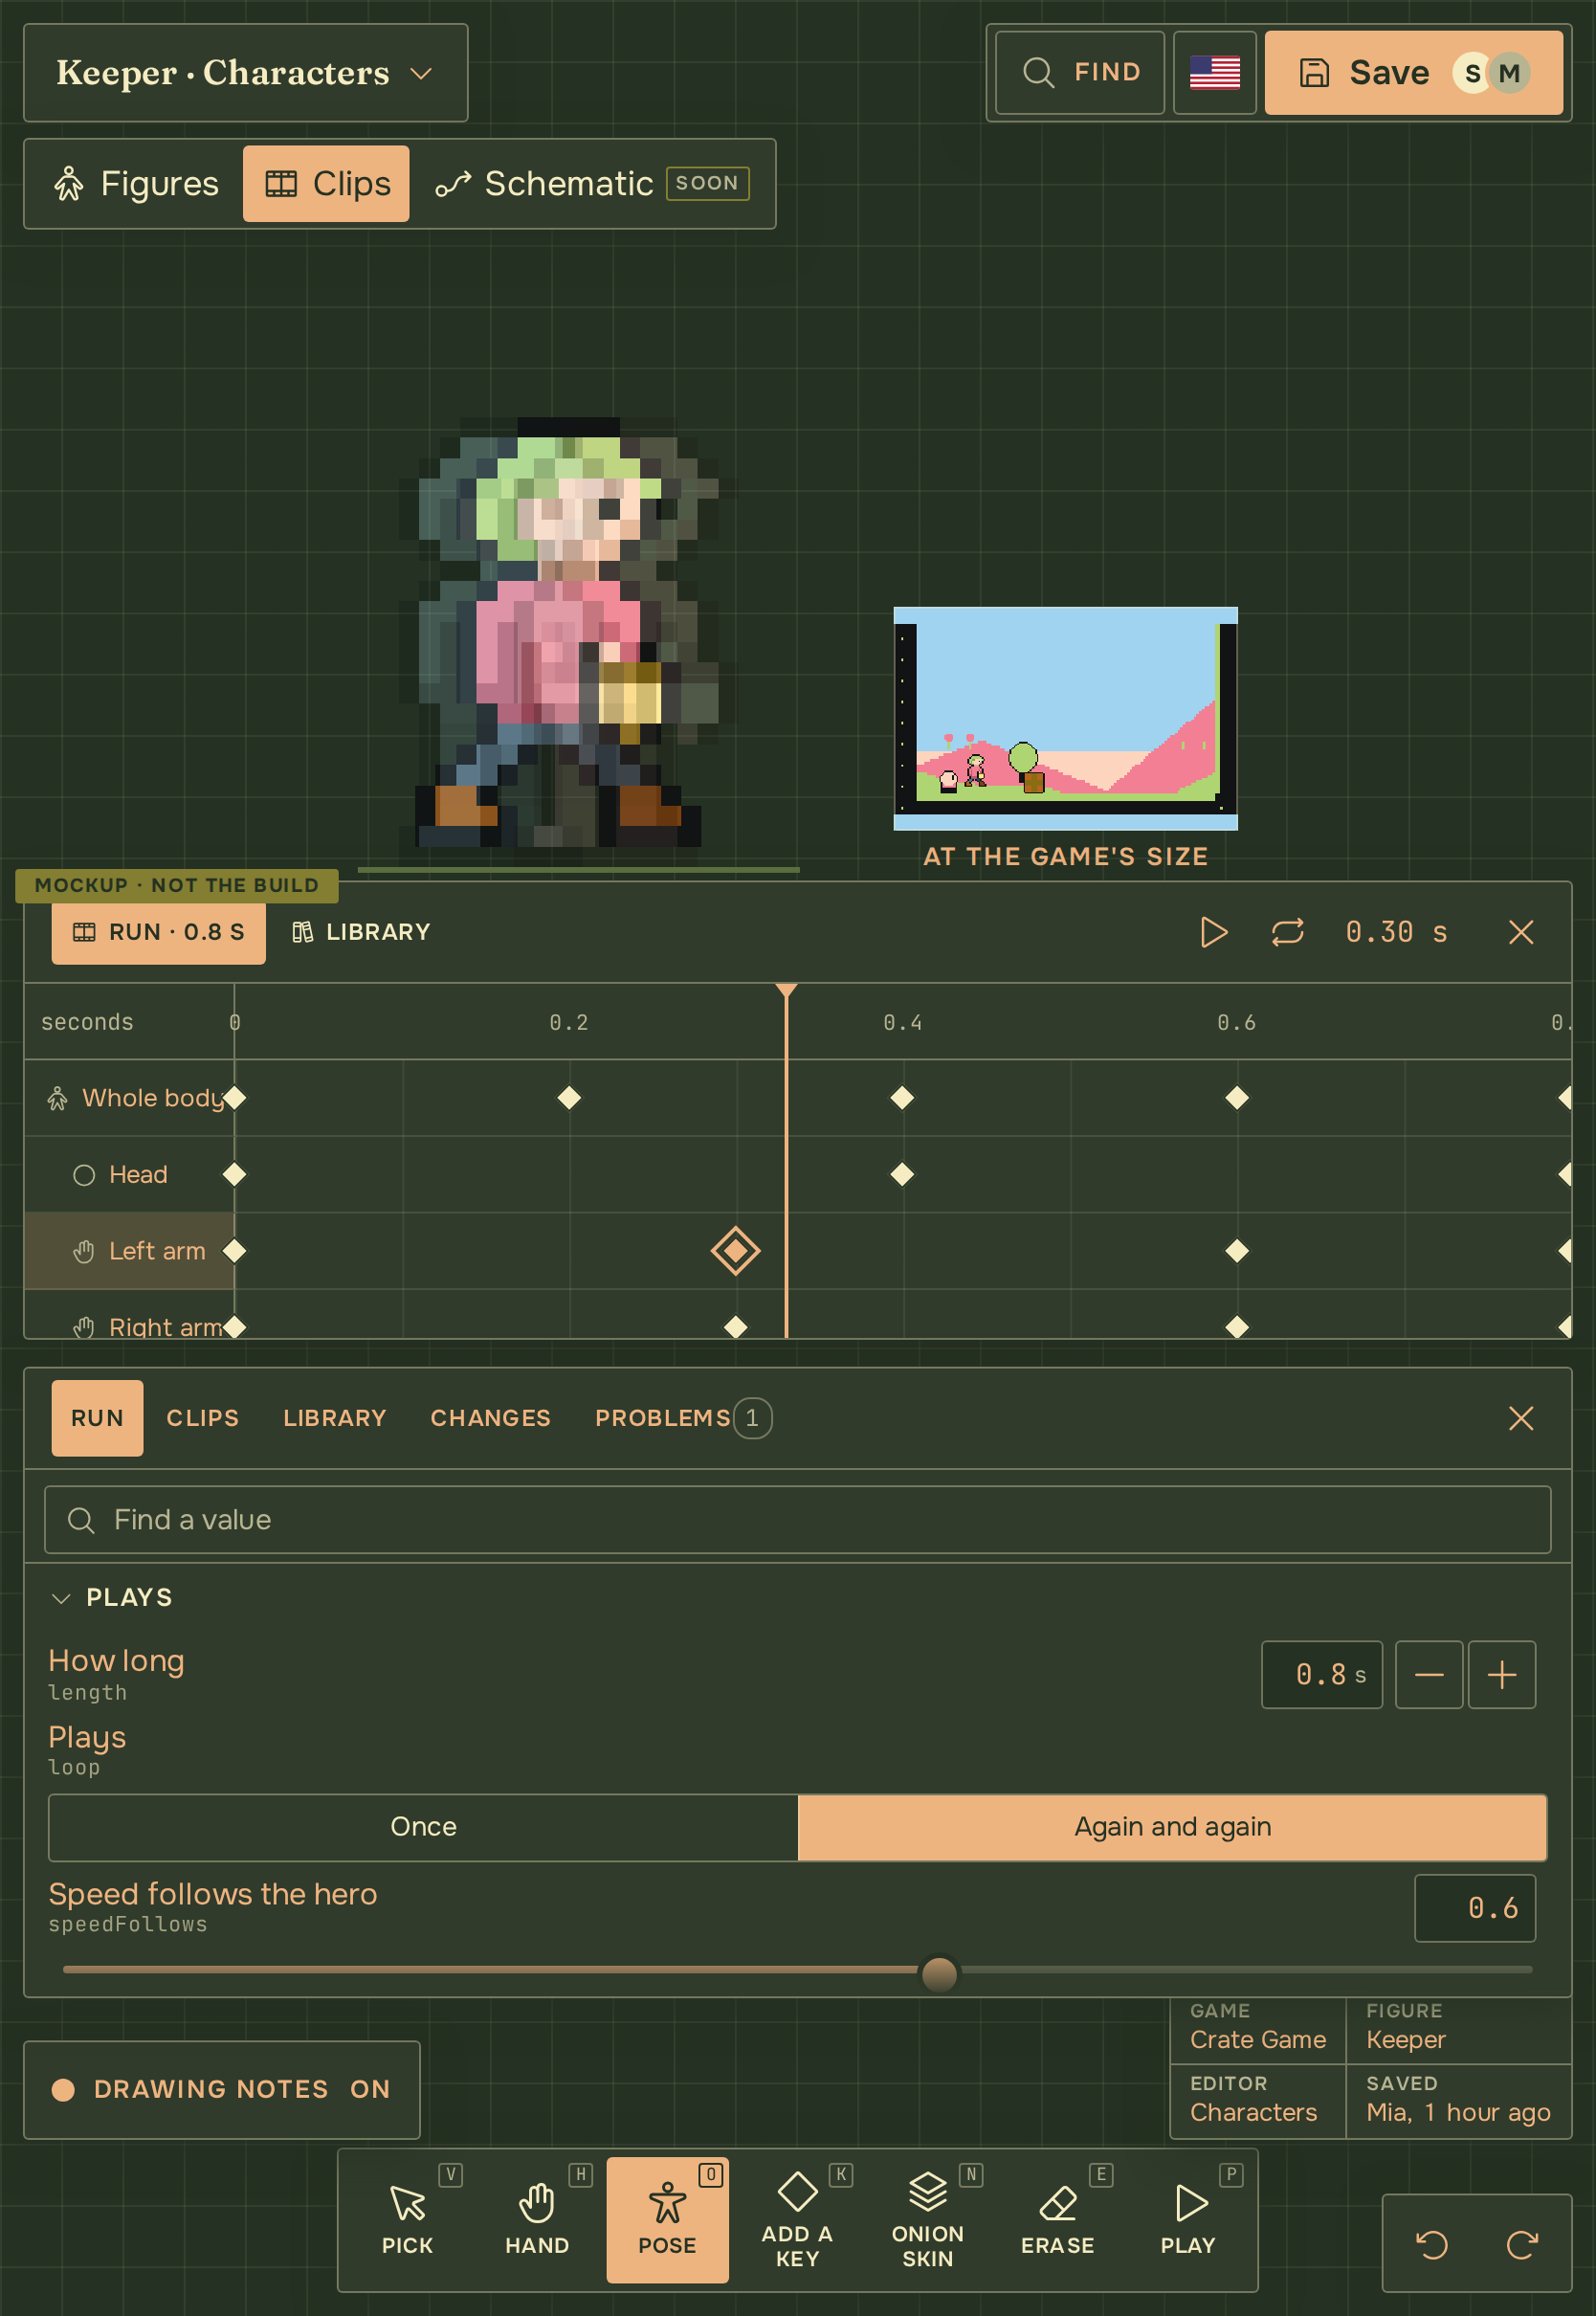 Keeper · Characters
FIND
Save
S M
Figures
Clips
Schematic SOON
AT THE GAME'S SIZE
MOCKUP · NOT THE BUILD
RUN · 0.8 S
LIBRARY
0.30 s
seconds 0 0.2 0.4 0.6 0.
Whole body
Head
Left arm
Right arm
RUN CLIPS LIBRARY CHANGES PROBLEMS 1
Find a value
PLAYS
How long
length
0.8 s
Plays
loop
Once
Again and again
Speed follows the hero
speedFollows
0.6
GAME FIGURE
Crate Game Keeper
EDITOR SAVED
Characters Mia, 1 hour ago
DRAWING NOTES ON
V H O K N E P
PICK HAND POSE ADD A KEY ONION SKIN ERASE PLAY